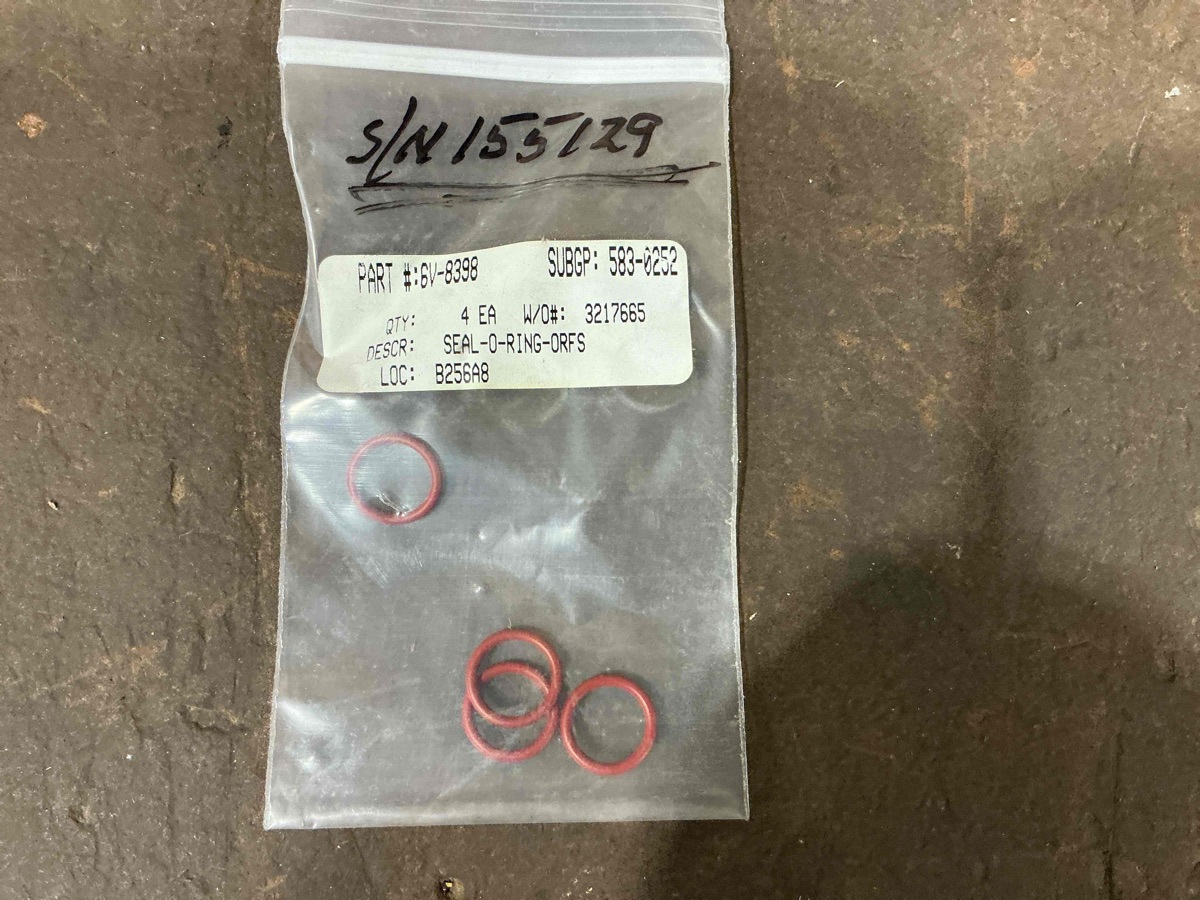 S/N 155129
PART #:6V-8398 SUBGP: 583-0252
QTY: 4 EA W/O#: 3217665
DESCR: SEAL-O-RING-ORFS
LOC: B256A8